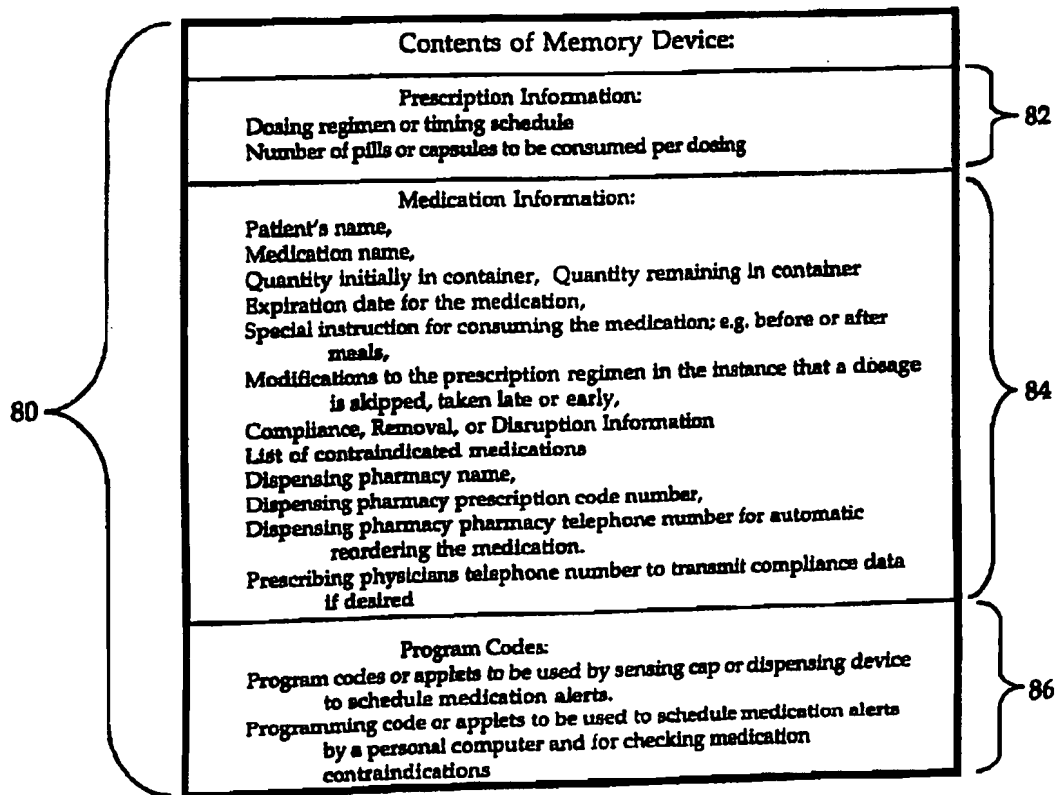 Contents of Memory Device:
Prescription Information:
Dosing regimen or timing schedule
Number of pills or capsules to be consumed per dosing
82
Medication Information:
Patient's name,
Medication name,
Quantity initially in container, Quantity remaining in container
Expiration date for the medication,
Special instruction for consuming the medication; e.g. before or after
meals,
Modifications to the prescription regimen in the instance that a dosage
is skipped, taken late or early,
80
84
Compliance, Removal, or Disruption Information
List of contraindicated medications
Dispensing pharmacy name,
Dispensing pharmacy prescription code number,
Dispensing pharmacy pharmacy telephone number for automatic
reordering the medication.
Prescribing physicians telephone number to transmit compliance data
if desired
Program Codes:
Program codes or applets to be used by sensing cap or dispensing device
to schedule medication alerts.
86
Programming code or applets to be used to schedule medication alerts
by a personal computer and for checking medication
contraindications